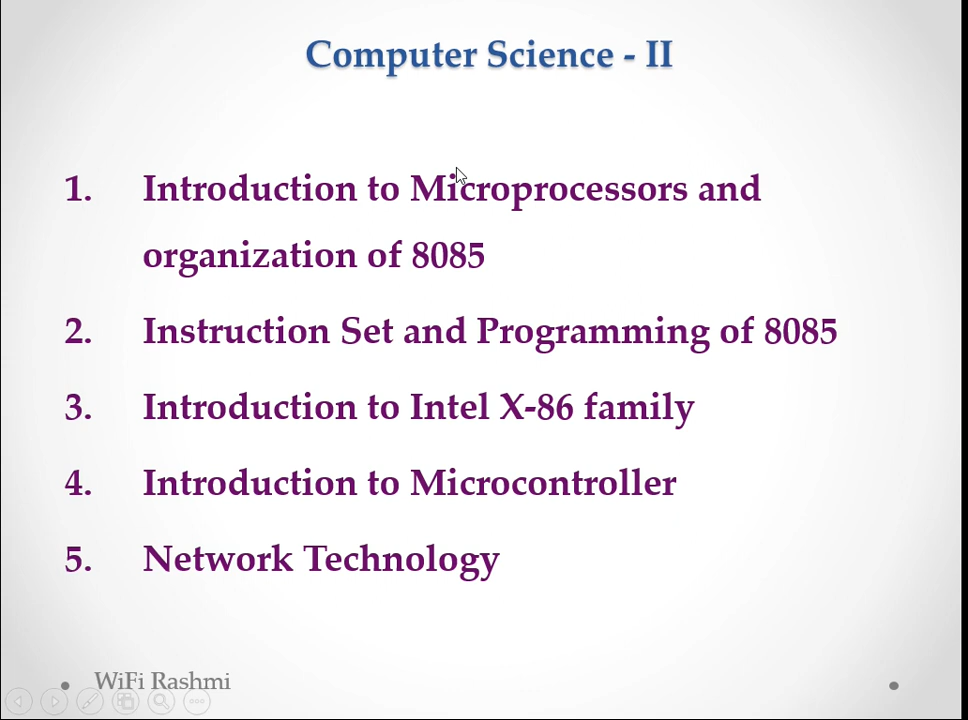 Computer Science - II
1. Introduction to Microprocessors and
organization of 8085
2. Instruction Set and Programming of 8085
3. Introduction to Intel X-86 family
4. Introduction to Microcontroller
5. Network Technology
WiFi Rashmi